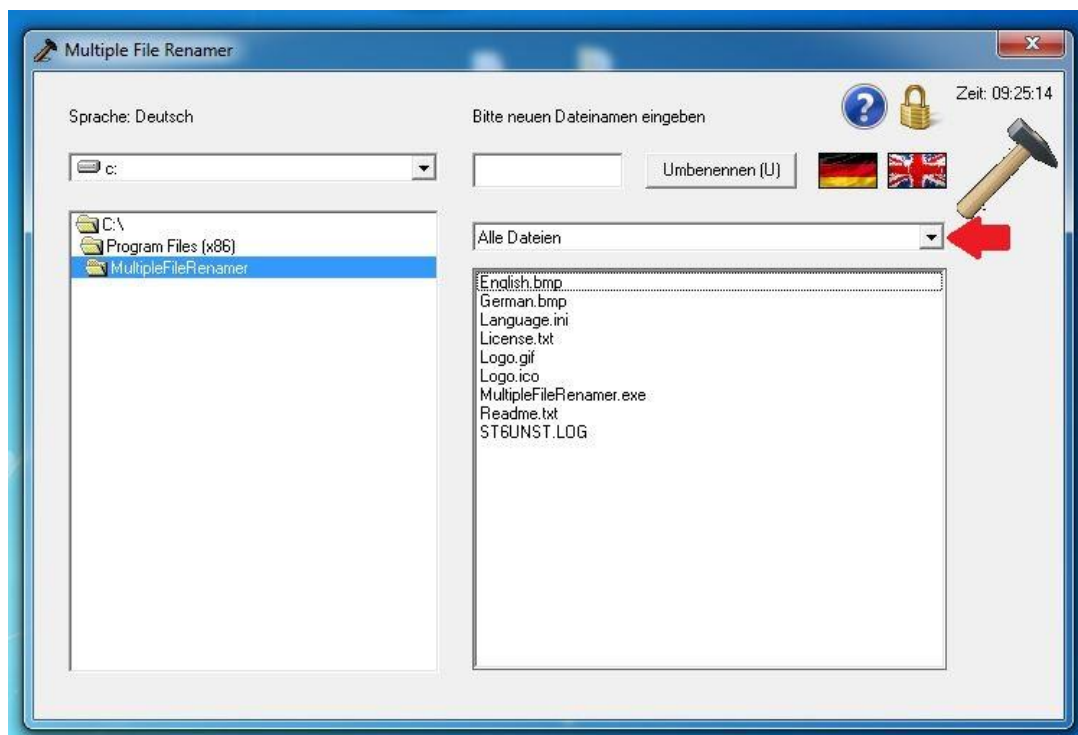 Multiple File Renamer
Zeit: 09:25:14
Sprache: Deutsch
Bitte neuen Dateinamen eingeben
c:
Umbenennen (U)
C:\
Program Files (x86)
MultipleFileRenamer
Alle Dateien
English.bmp
German.bmp
Language.ini
License.txt
Logo.gif
Logo.ico
MultipleFileRenamer.exe
Readme.txt
ST6UNST.LOG